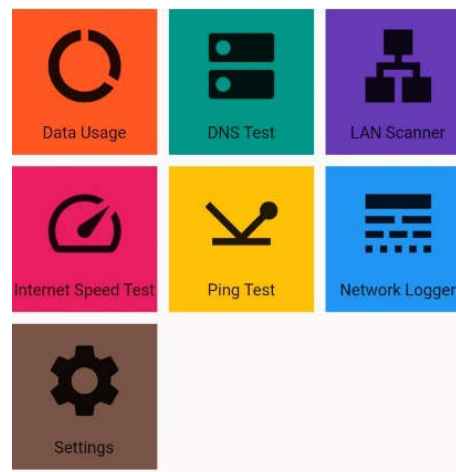 Data Usage
DNS Test
LAN Scanner
Internet Speed Test
Ping Test
Network Logger
Settings